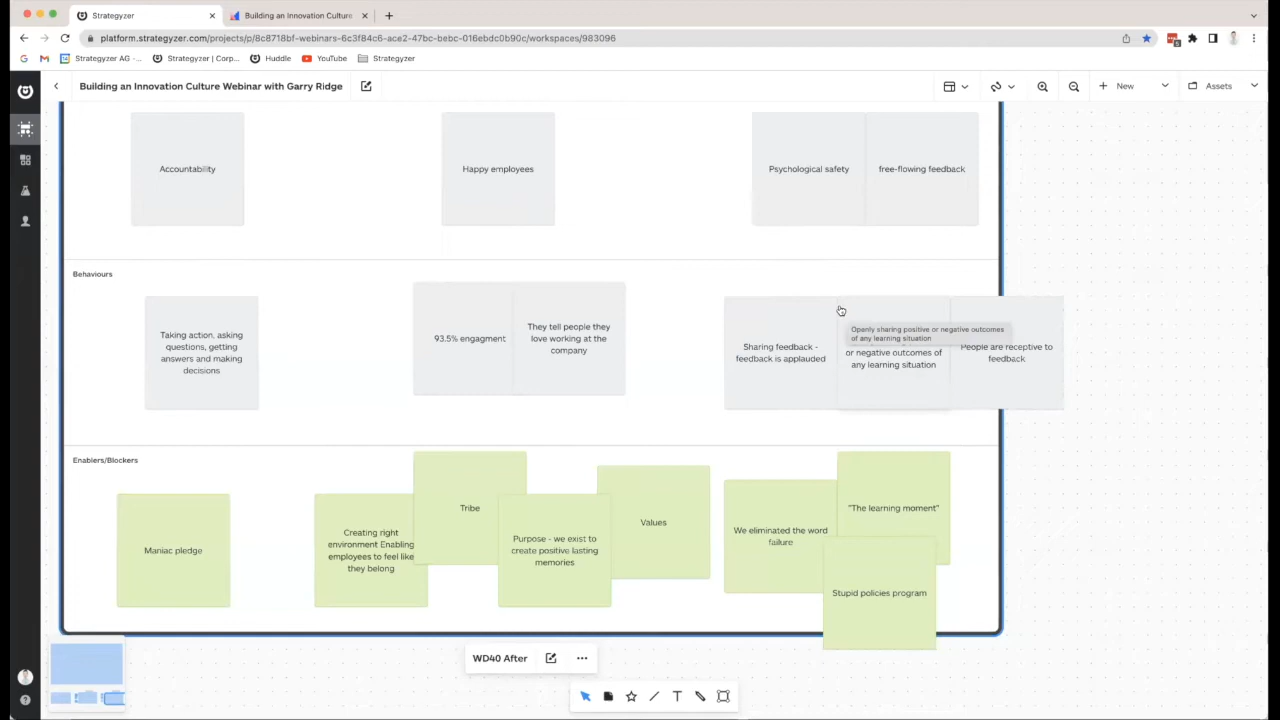 Strategyzer
Building an Innovation Culture
platform.strategyzer.com/projects/p/8c8718bf-webinars-6c3f84c6-ace2-47bc-bebc-016ebdc0b90c/workspaces/983096
Strategyzer AG -...
Strategyzer | Corp...
Huddle
YouTube
Strategyzer
Building an Innovation Culture Webinar with Garry Ridge
New
Assets
Accountability
Happy employees
Psychological safety
free-flowing feedback
Behaviours
Taking action, asking
questions, getting
answers and making
decisions
93.5% engagment
They tell people they
love working at the
company
Sharing feedback -
feedback is applauded
Openly sharing positive or negative outcomes
of any learning situation
or negative outcomes of
any learning situation
People are receptive to
feedback
Enablers/Blockers
Maniac pledge
Creating right
environment Enabling
employees to feel like
they belong
Tribe
Purpose - we exist to
create positive lasting
memories
Values
We eliminated the word
failure
"The learning moment"
Stupid policies program
WD40 After